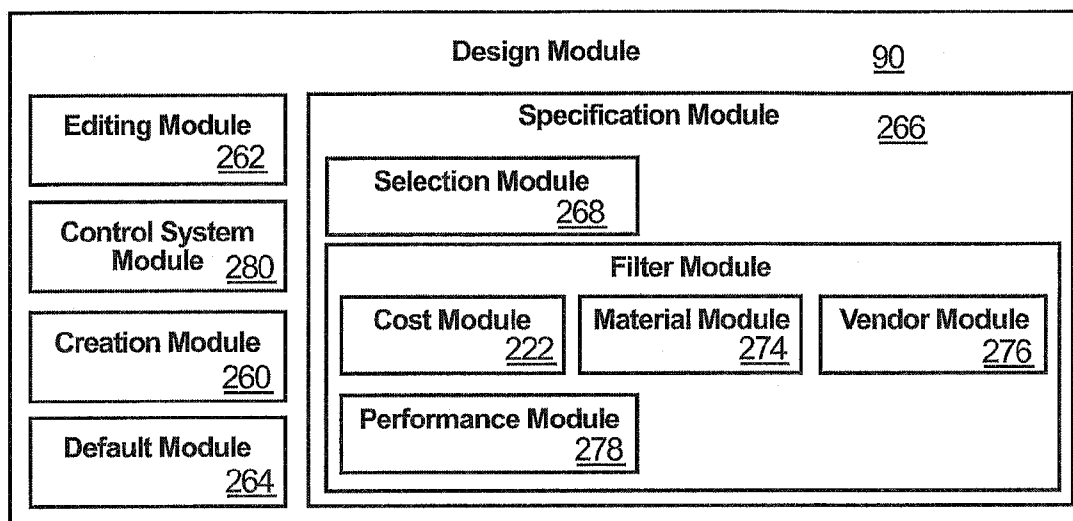 Design Module 90
Editing Module
262
Control System
Module 280
Creation Module
260
Default Module
264
Specification Module 266
Selection Module
268
Filter Module
Cost Module
222
Material Module
274
Vendor Module
276
Performance Module
278